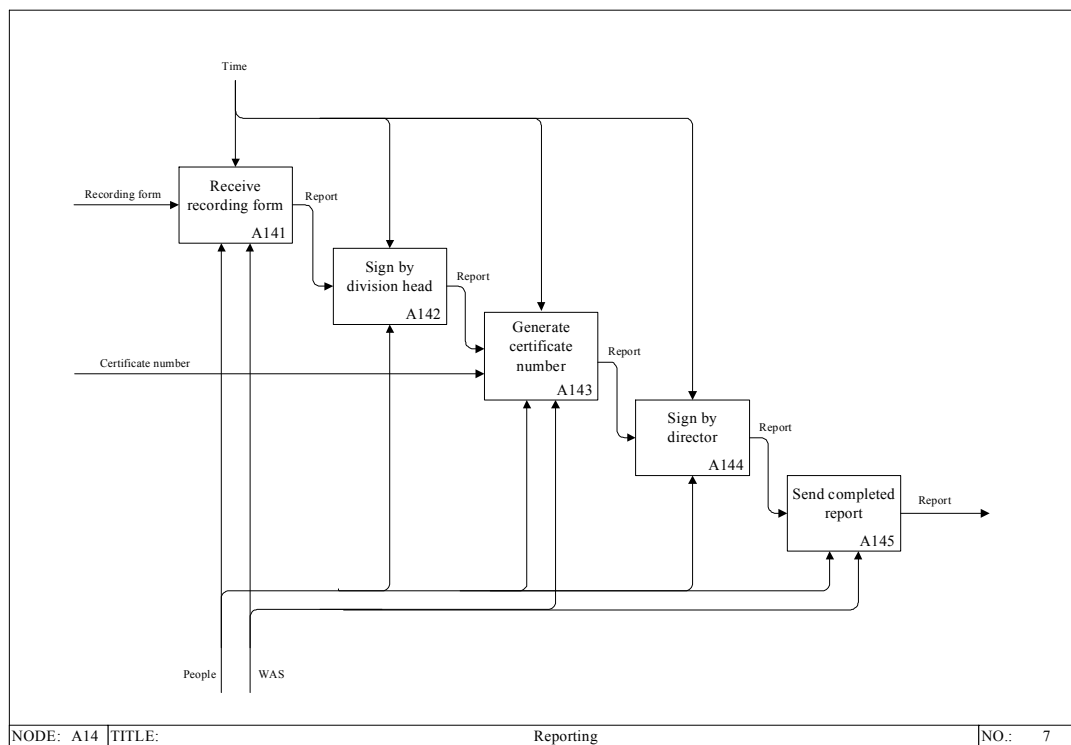 Time
Receive
recording form
A141
Recording form
Report
Sign by
division head
A142
Report
Generate
certificate
number
A143
Certificate number
Report
Sign by
director
A144
Report
Send completed
report
A145
Report
People
WAS
NODE: A14 TITLE: Reporting NO.: 7